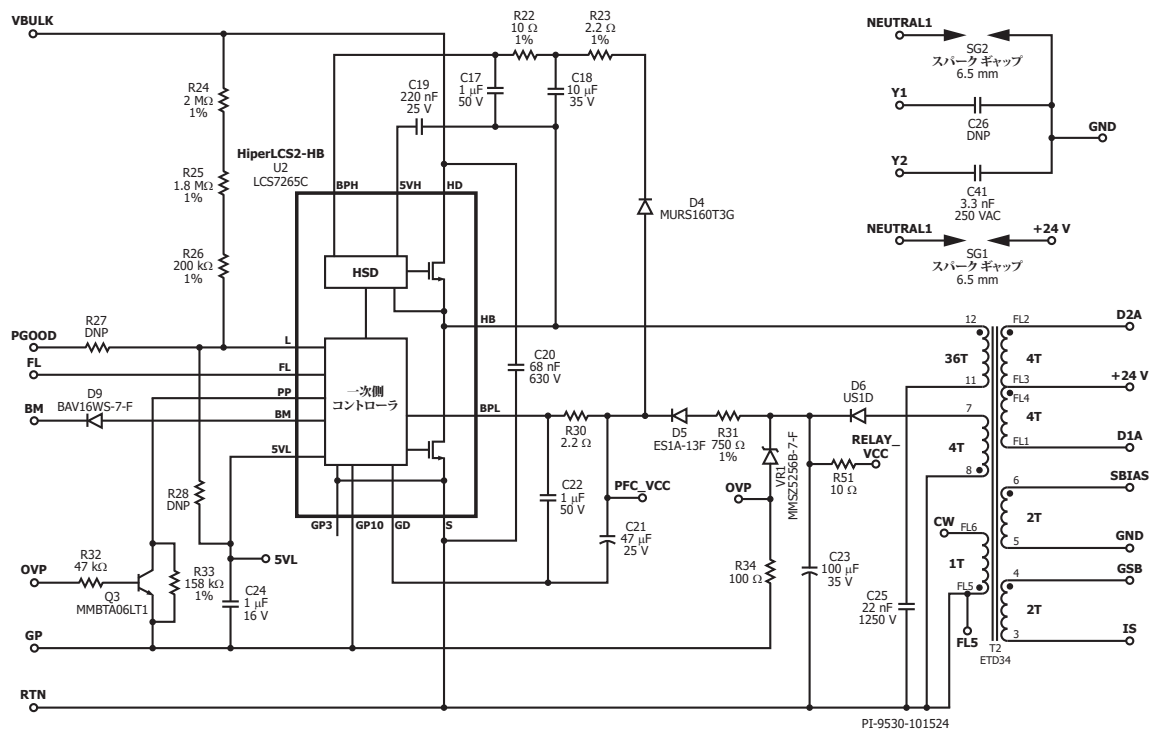 VBULK
R22
10 Ω
1%
R23
2.2 Ω
1%
NEUTRAL1
SG2
スパーク ギャップ
6.5 mm
R24
2 MΩ
1%
C19
220 nF
25 V
C17
1 μF
50 V
C18
10 μF
35 V
Y1
C26
DNP
GND
HiperLCS2-HB
U2
LCS7265C
Y2
C41
3.3 nF
250 VAC
R25
1.8 MΩ
1%
BPH
5VH
HD
D4
MURS160T3G
NEUTRAL1
+24 V
SG1
スパーク ギャップ
6.5 mm
R26
200 kΩ
1%
HSD
HB
12
FL2
D2A
R27
DNP
PGOOD
L
36T
4T
C20
68 nF
630 V
FL
FL
一次側
コントローラ
11
FL3
+24 V
D9
BAV16WS-7-F
PP
D6
US1D
FL4
BM
BM
BPL
7
4T
R30
2.2 Ω
D5
ES1A-13F
R31
750 Ω
1%
VR1
MMSZ5256B-7-F
RELAY_
VCC
R51
10 Ω
4T
FL1
D1A
5VL
8
R28
DNP
C22
1 μF
50 V
PFC_VCC
OVP
6
SBIAS
2T
GP3
GP10
GD
S
C21
47 μF
25 V
CW
FL6
5
GND
OVP
R32
47 kΩ
5VL
R33
158 kΩ
1%
C24
1 μF
16 V
R34
100 Ω
C23
100 μF
35 V
C25
22 nF
1250 V
1T
FL5
4
GSB
2T
Q3
MMBTA06LT1
GP
FL5
3
IS
T2
ETD34
RTN
PI-9530-101524